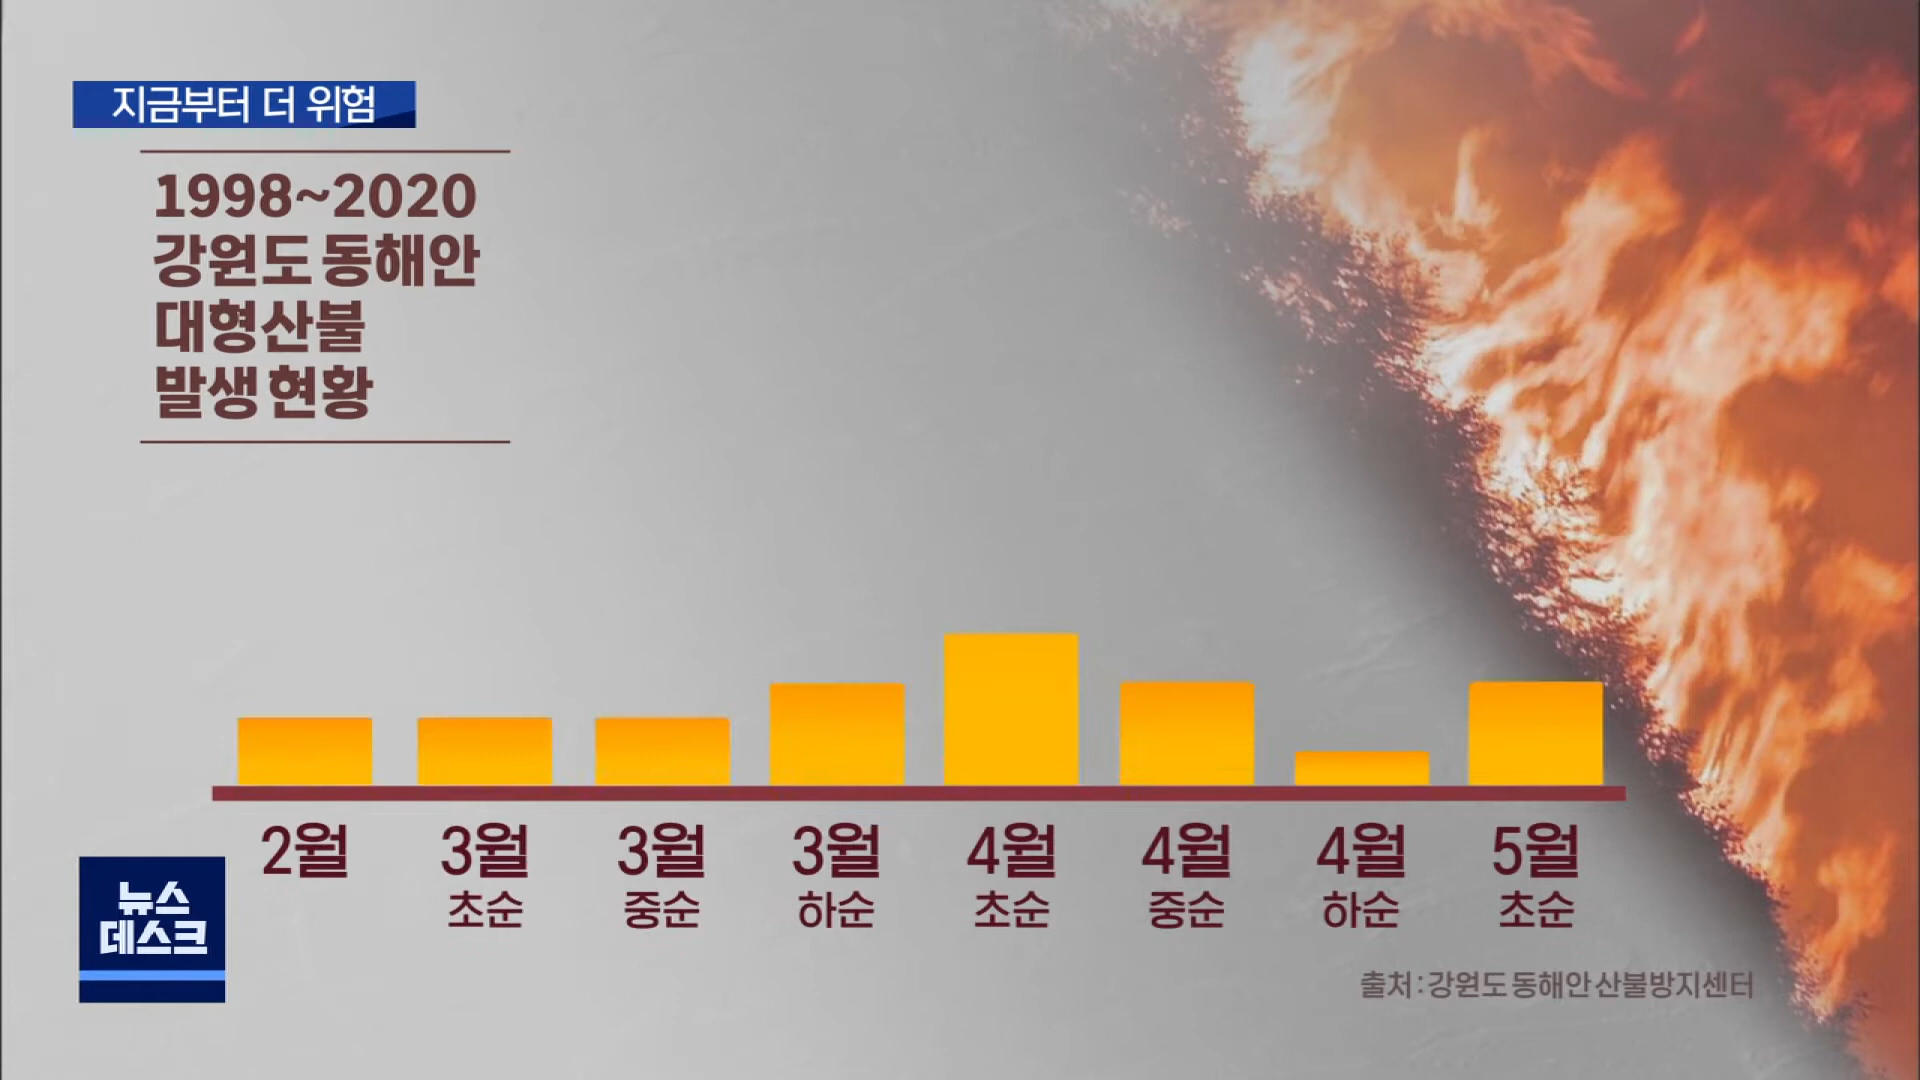 지금부터 더 위험
1998~2020
강원도 동해안
대형산불
발생 현황
2월
3월
초순
3월
중순
3월
하순
4월
초순
4월
중순
4월
하순
5월
초순
뉴스
데스크
출처 : 강원도 동해안 산불방지센터